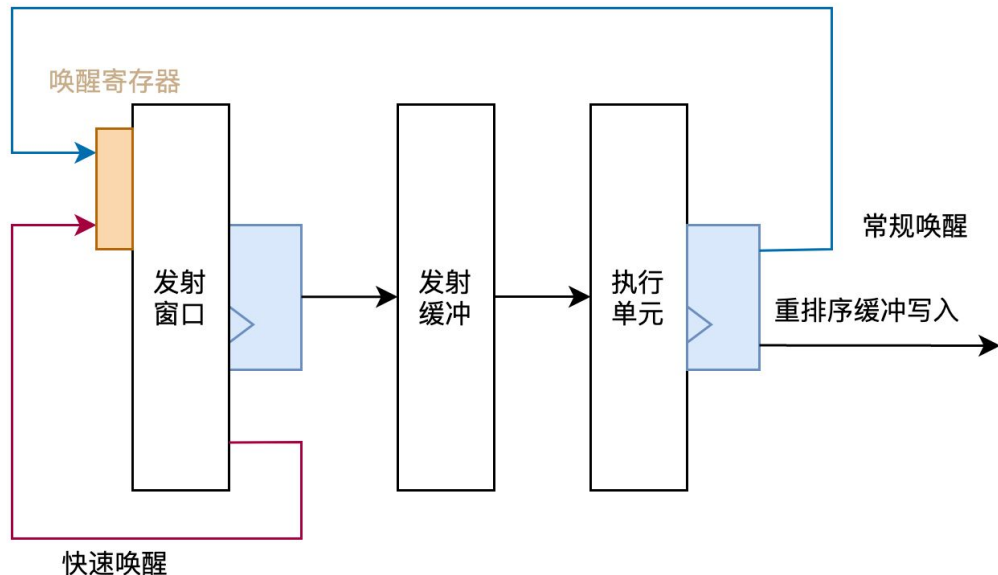 唤醒寄存器
常规唤醒
发射
窗口
发射
缓冲
执行
单元
重排序缓冲写入
快速唤醒